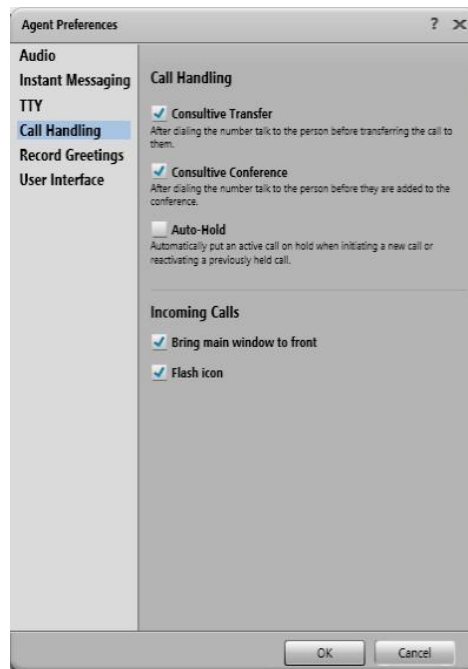 Agent Preferences ? ×
Audio
Instant Messaging
TTY
Call Handling
Record Greetings
User Interface
Call Handling
Consultive Transfer
After dialing the number talk to the person before transferring the call to
them.
Consultive Conference
After dialing the number talk to the person before they are added to the
conference.
Auto-Hold
Automatically put an active call on hold when initiating a new call or
reactivating a previously held call.
Incoming Calls
Bring main window to front
Flash icon
OK Cancel